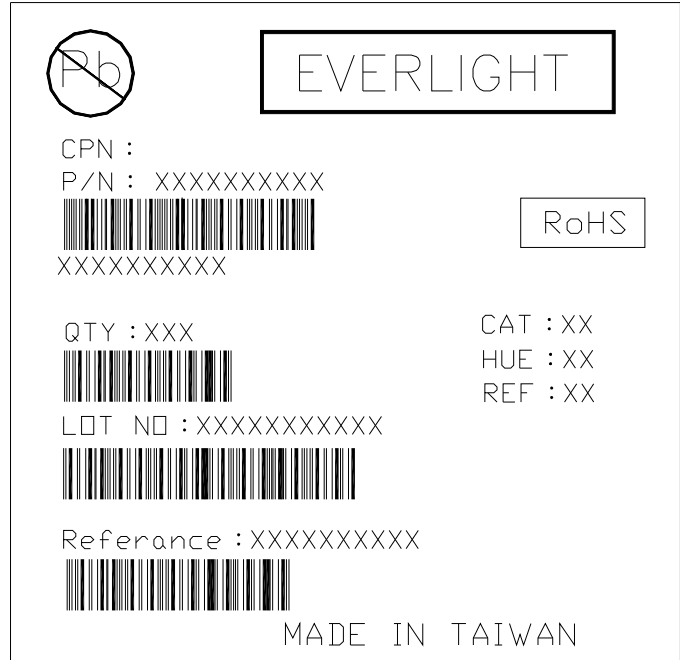 Pb
EVERLIGHT
CPN :
P/N : XXXXXXXXXX
RoHS
XXXXXXXXXX
QTY : XXX
CAT : XX
HUE : XX
REF : XX
LOT NO : XXXXXXXXXXX
Referance : XXXXXXXXXX
MADE IN TAIWAN